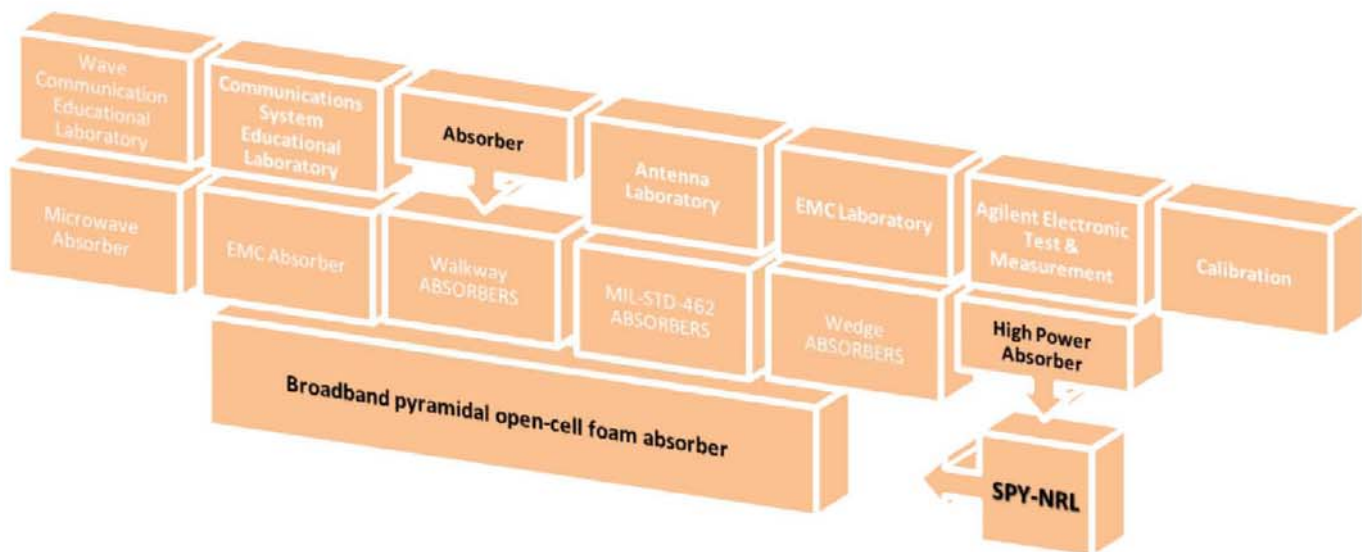 Wave
Communication
Educational
Laboratory
Communications
System
Educational
Laboratory
Absorber
Antenna
Laboratory
EMC Laboratory
Agilent Electronic
Test &
Measurement
Calibration
Microwave
Absorber
EMC Absorber
Walkway
ABSORBERS
MIL-STD-462
ABSORBERS
Wedge
ABSORBERS
High Power
Absorber
Broadband pyramidal open-cell foam absorber
SPY-NRL